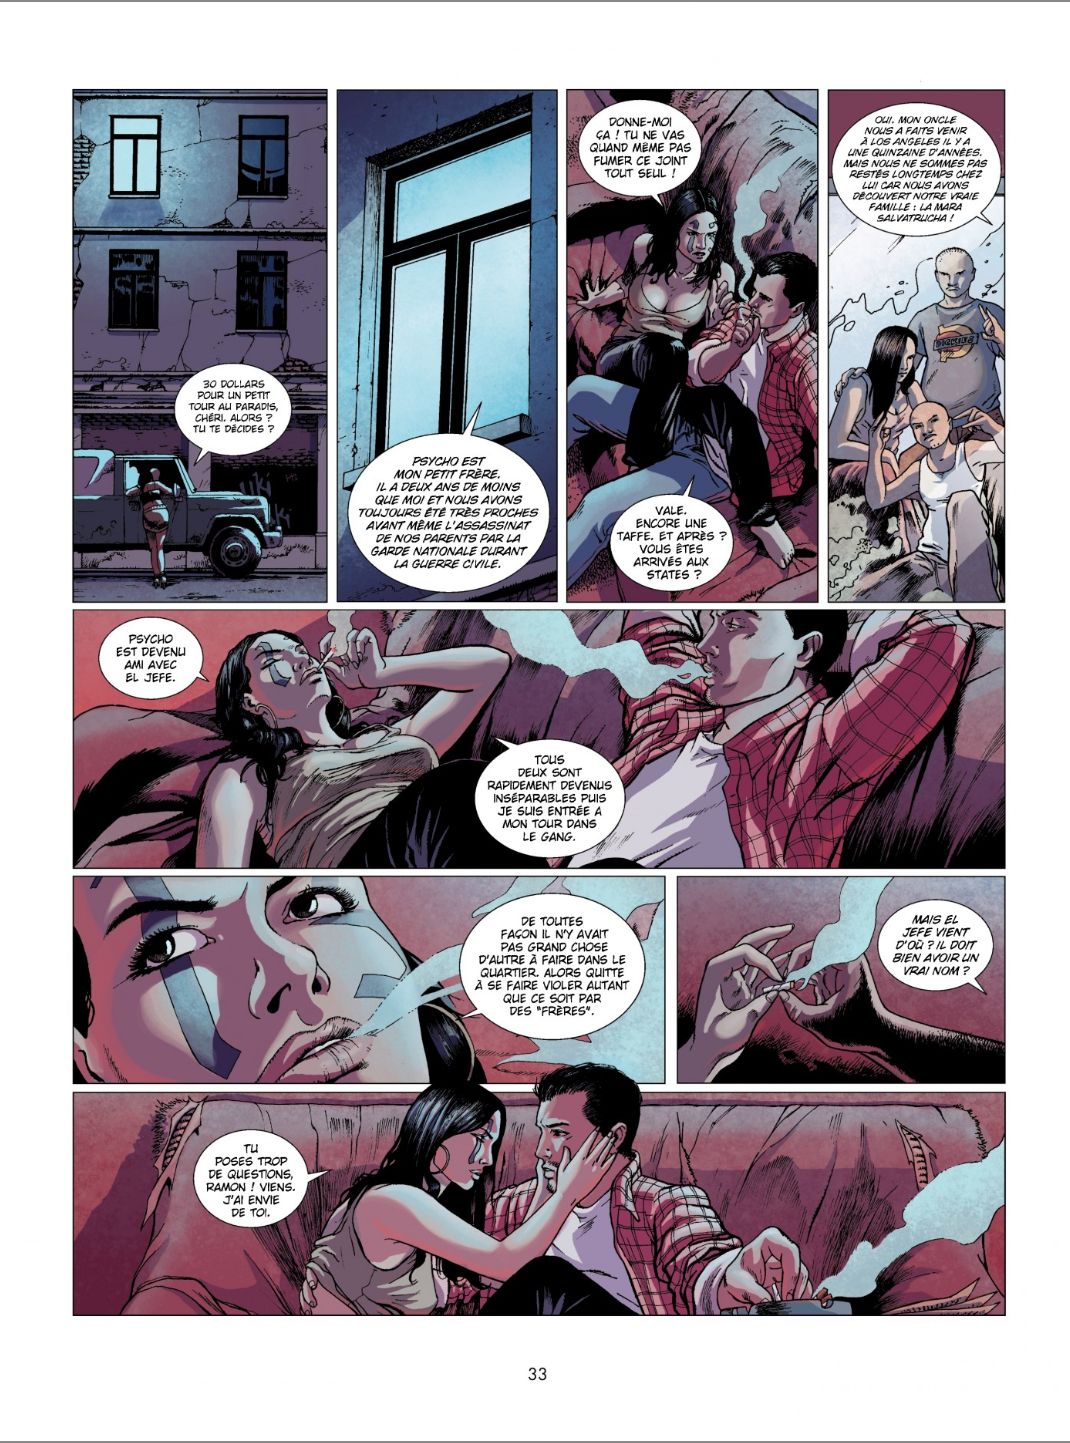 30 DOLLARS
POUR UN PETIT
TOUR AU PARADIS,
CHÉRI. ALORS ?
TU TE DÉCIDES ?
PSYCHO EST
MON PETIT FRÈRE.
IL A DEUX ANS DE MOINS
QUE MOI ET NOUS AVONS
TOUJOURS ÉTÉ TRÈS PROCHES
AVANT MÊME L'ASSASSINAT
DE NOS PARENTS PAR LA
GARDE NATIONALE DURANT
LA GUERRE CIVILE.
DONNE-MOI
ÇA ! TU NE VAS
QUAND MÊME PAS
FUMER CE JOINT
TOUT SEUL !
VALE.
ENCORE UNE
TAFFE. ET APRÈS ?
VOUS ÊTES
ARRIVÉS AUX
STATES ?
OUI. MON ONCLE
NOUS A FAITS VENIR
À LOS ANGELES IL Y A
UNE QUINZAINE D'ANNÉES.
MAIS NOUS NE SOMMES PAS
RESTÉS LONGTEMPS CHEZ
LUI CAR NOUS AVONS
DÉCOUVERT NOTRE VRAIE
FAMILLE : LA MARA
SALVATRUCHA !
PSYCHO
EST DEVENU
AMI AVEC
EL JEFE.
TOUS
DEUX SONT
RAPIDEMENT DEVENUS
INSÉPARABLES PUIS
JE SUIS ENTRÉE A
MON TOUR DANS
LE GANG.
DE TOUTES
FAÇON IL N'Y AVAIT
PAS GRAND CHOSE
D'AUTRE À FAIRE DANS LE
QUARTIER. ALORS QUITTE
À SE FAIRE VIOLER AUTANT
QUE CE SOIT PAR
DES "FRÈRES".
MAIS EL
JEFE VIENT
D'OÙ ? IL DOIT
BIEN AVOIR UN
VRAI NOM ?
TU
POSES TROP
DE QUESTIONS,
RAMON ! VIENS.
J'AI ENVIE
DE TOI.
33